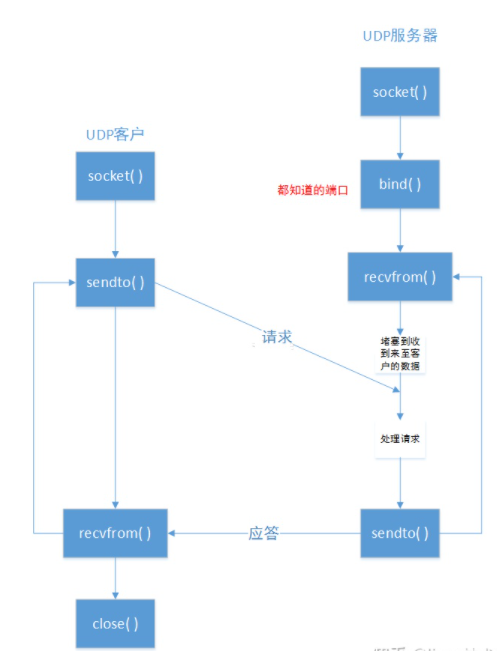 UDP服务器
socket( )
UDP客户
socket( )
都知道的端口
bind( )
sendto( )
recvfrom( )
请求
堵塞到收
到来至客
户的数据
处理请求
recvfrom( )
应答
sendto( )
close( )